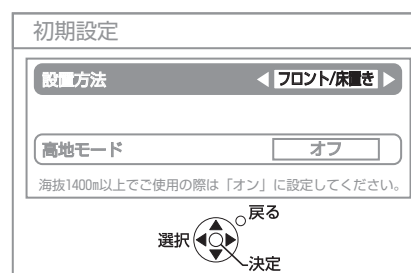 初期設定
設置方法 フロント/床置き
高地モード オフ
海抜1400m以上でご使用の際は「オン」に設定してください。
戻る
選択
決定